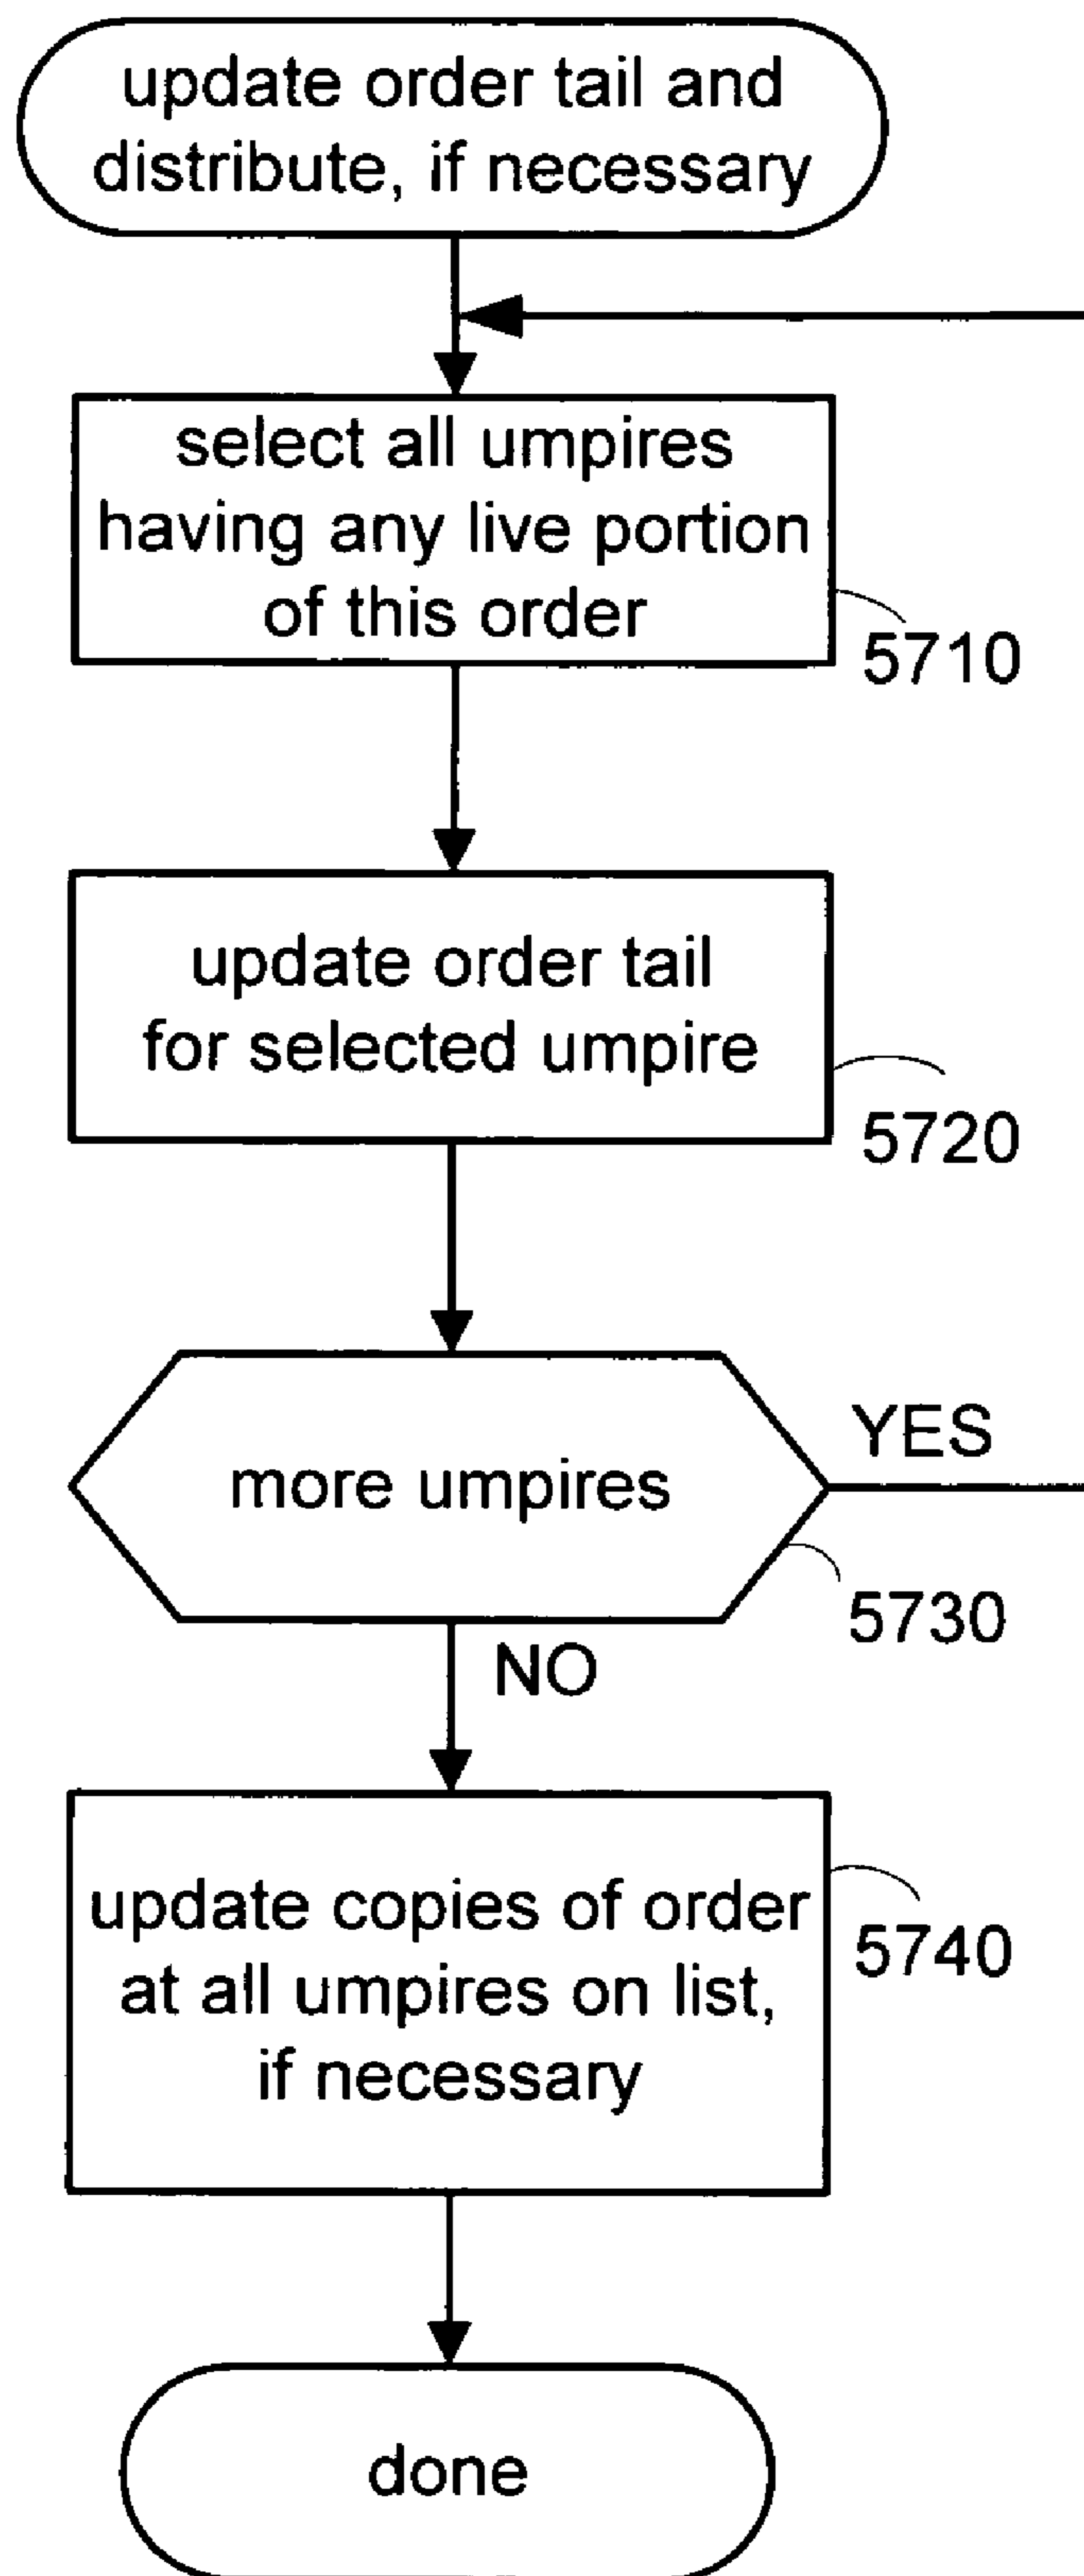 update order tail and
distribute, if necessary
select all umpires
having any live portion
of this order
5710
update order tail
for selected umpire
5720
more umpires
YES
5730
NO
update copies of order
at all umpires on list,
if necessary
5740
done